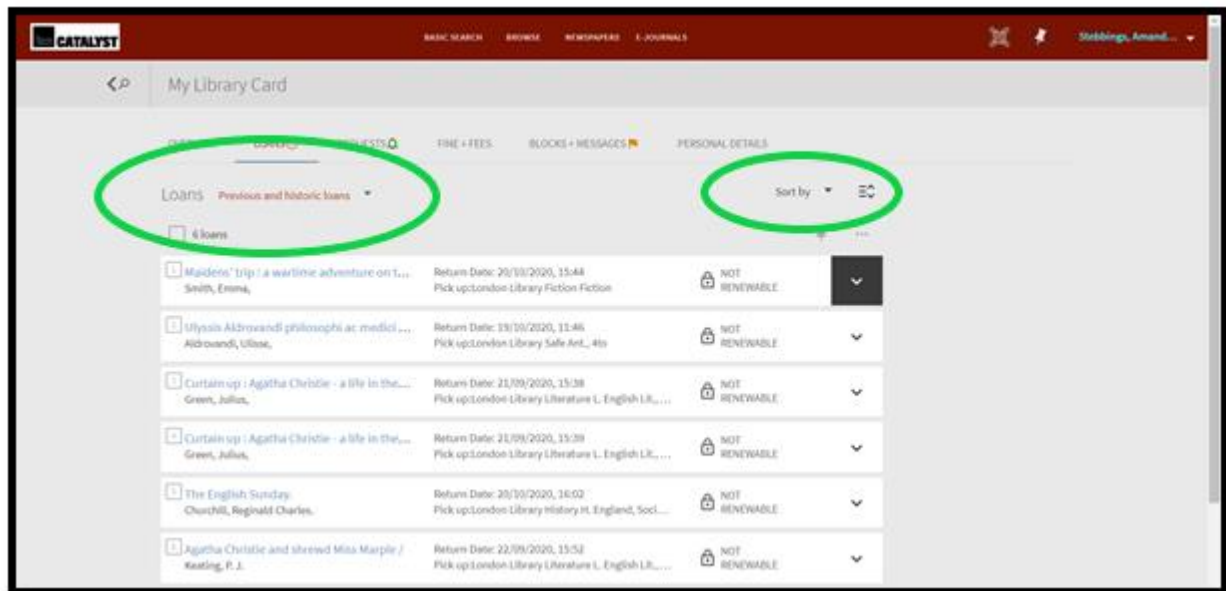 CATALYST
BASIC SEARCH BROWSE NEWSPAPERS E-JOURNALS
Stebbings, Amand...
My Library Card
LOANS REQUESTS FINE + FEES BLOCKS + MESSAGES PERSONAL DETAILS
Loans Previous and historic loans
Sort by
6 loans
Maidens' trip : a wartime adventure on t...
Smith, Emma,
Return Date: 20/10/2020, 15:44
Pick up:London Library Fiction Fiction
NOT
RENEWABLE
Ulyssis Aldrovandi philosophi ac medici ...
Aldrovandi, Ulisse,
Return Date: 19/10/2020, 11:46
Pick up:London Library Safe Ant., 4to
NOT
RENEWABLE
Curtain up : Agatha Christie - a life in the...
Green, Julius,
Return Date: 21/09/2020, 15:38
Pick up:London Library Literature L. English Lit., ...
NOT
RENEWABLE
Curtain up : Agatha Christie - a life in the...
Green, Julius,
Return Date: 21/09/2020, 15:39
Pick up:London Library Literature L. English Lit., ...
NOT
RENEWABLE
The English Sunday.
Churchill, Reginald Charles.
Return Date: 20/10/2020, 16:02
Pick up:London Library History H. England, Soci...
NOT
RENEWABLE
Agatha Christie and shrewd Miss Marple /
Keating, P. J.
Return Date: 22/09/2020, 15:52
Pick up:London Library Literature L. English Lit., ...
NOT
RENEWABLE